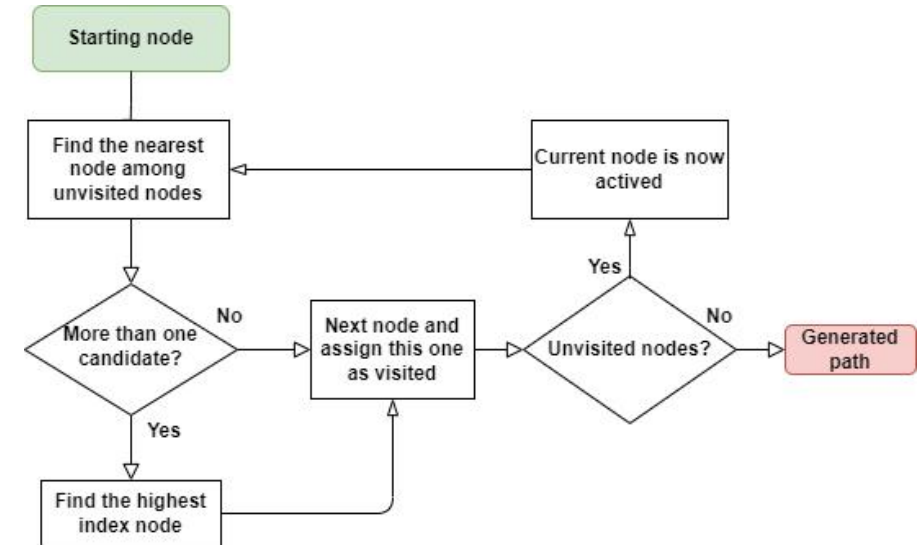 Starting node
Find the nearest
node among
unvisited nodes
More than one
candidate?
No
Yes
Find the highest
index node
Next node and
assign this one
as visited
Unvisited nodes?
Yes
Current node is now
actived
No
Generated
path